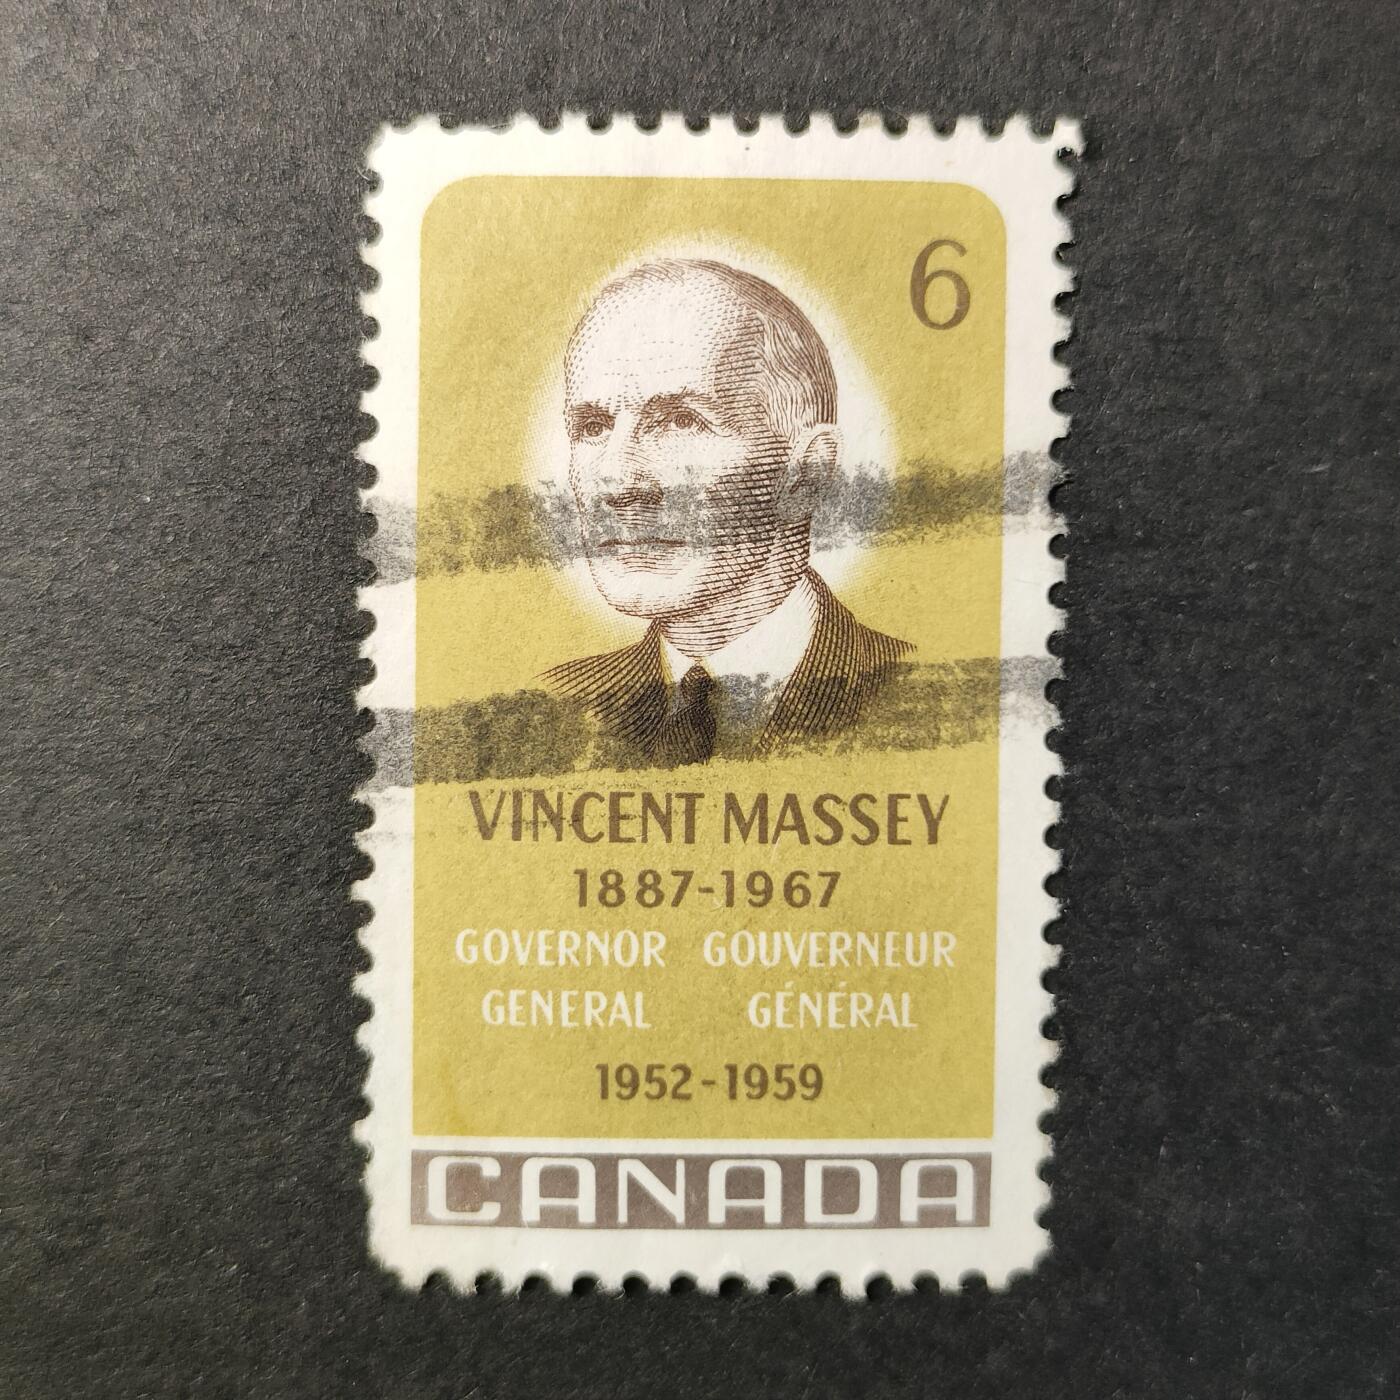 6
VINCENT MASSEY
1887-1967
GOVERNOR GOUVERNEUR
GENERAL GÉNÉRAL
1952-1959
CANADA